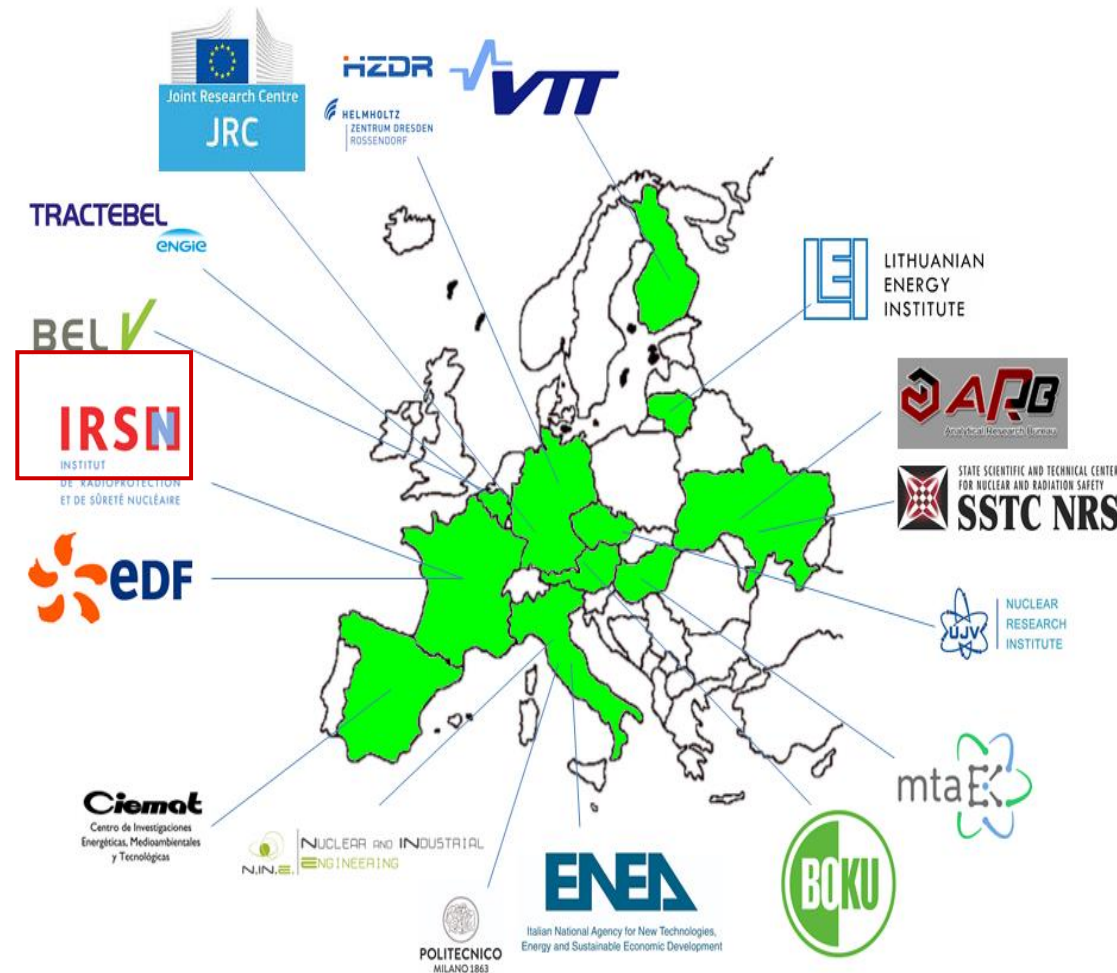 Joint Research Centre
JRC
HZDR
HELMHOLTZ
ZENTRUM DRESDEN
ROSSENDORF
VTT
TRACTEBEL
ENGIE
LEI
LITHUANIAN
ENERGY
INSTITUTE
BEL V
IRSN
INSTITUT
DE RADIOPROTECTION
ET DE SÛRETÉ NUCLÉAIRE
ARB
Analytical Research Bureau
STATE SCIENTIFIC AND TECHNICAL CENTER
FOR NUCLEAR AND RADIATION SAFETY
SSTC NRS
eDF
ÚJV
NUCLEAR
RESEARCH
INSTITUTE
mtaEK
Ciemat
Centro de Investigaciones
Energéticas, Medioambientales
y Tecnológicas
N.IN.E.
NUCLEAR AND INDUSTRIAL
ENGINEERING
POLITECNICO
MILANO 1863
ENEA
Italian National Agency for New Technologies,
Energy and Sustainable Economic Development
BOKU